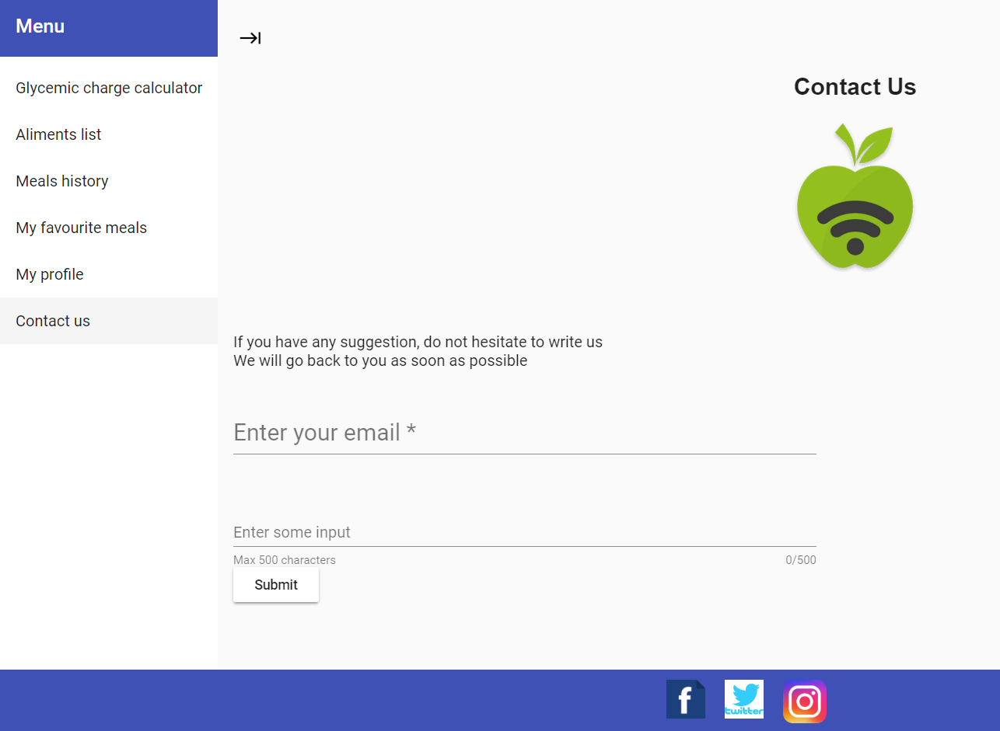 Menu
Glycemic charge calculator
Aliments list
Meals history
My favourite meals
My profile
Contact us
Contact Us
If you have any suggestion, do not hesitate to write us
We will go back to you as soon as possible
Enter your email *
Enter some input
Max 500 characters 0/500
Submit
f
twitter